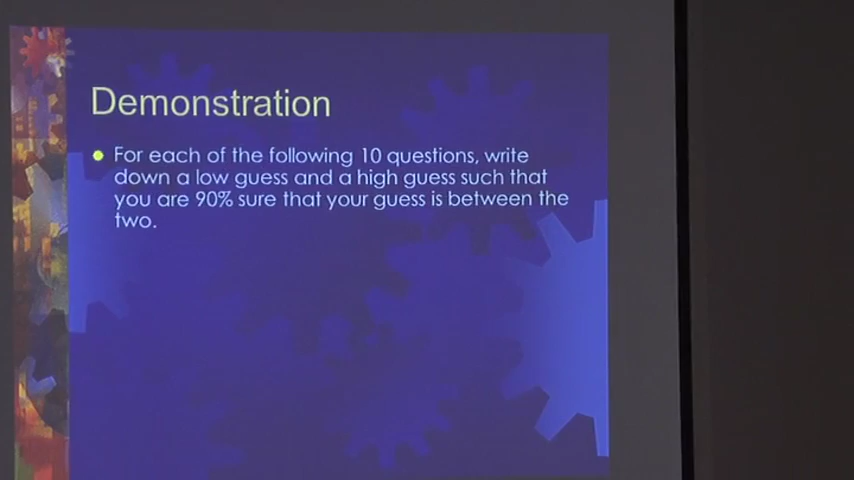 Demonstration
For each of the following 10 questions, write
down a low guess and a high guess such that
you are 90% sure that your guess is between the
two.